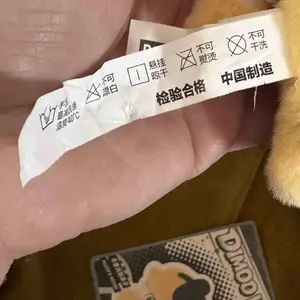 手洗
最高水温
温度40℃
不可
漂白
悬挂
晾干
不可
熨烫
不可
干洗
检验合格 中国制造
DIMOO